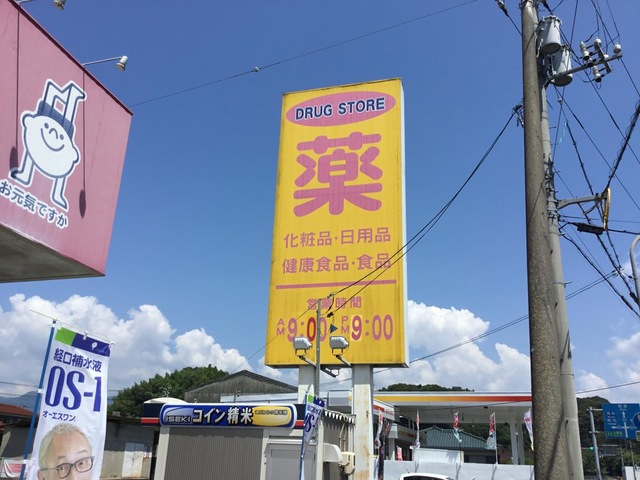 DRUG STORE
薬
化粧品・日用品
健康食品・食品
営業時間
AM 9:00 ▶ PM 9:00
お元気ですか
経口補水液
OS-1
オーエスワン
ISEKI コイン精米